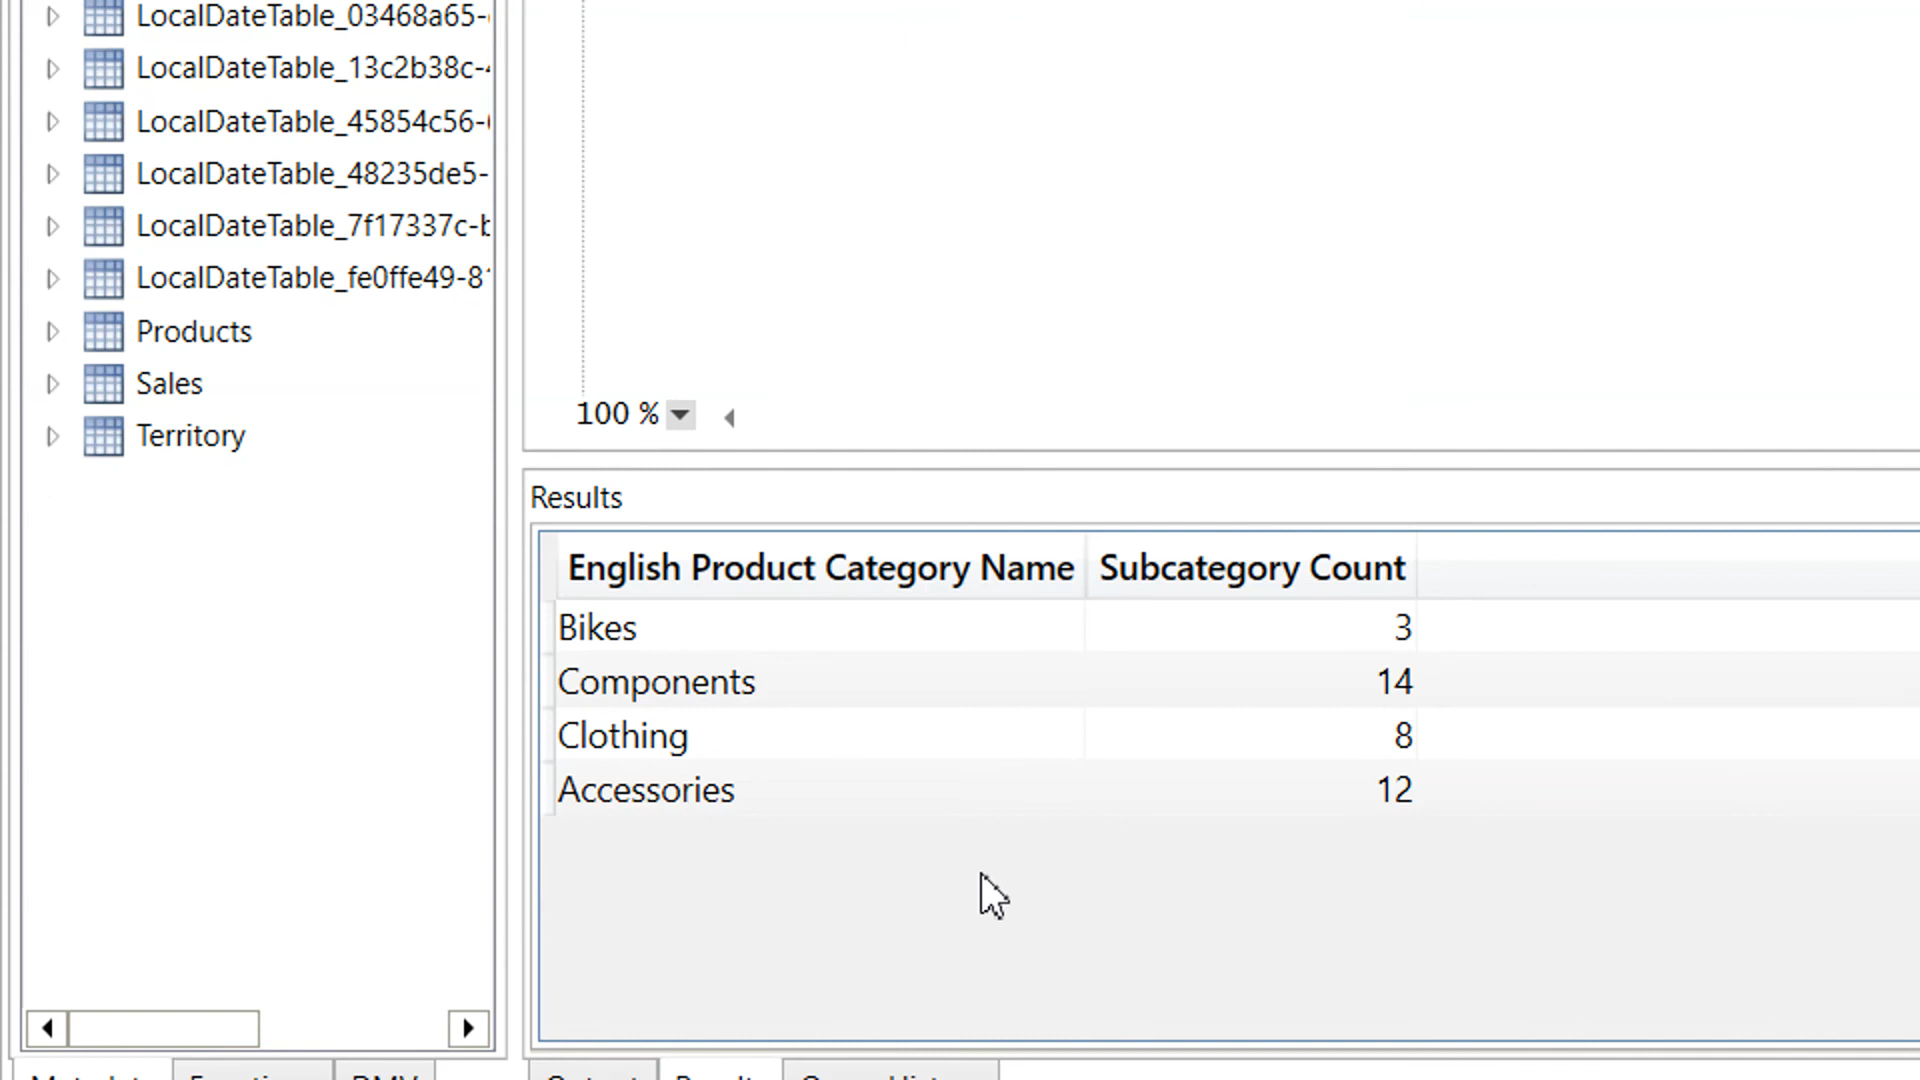 LocalDateTable_03468a65-
LocalDateTable_13c2b38c-
LocalDateTable_45854c56-
LocalDateTable_48235de5-
LocalDateTable_7f17337c-b
LocalDateTable_fe0ffe49-81
Products
Sales
Territory
100 %
Results
English Product Category Name Subcategory Count
Bikes 3
Components 14
Clothing 8
Accessories 12